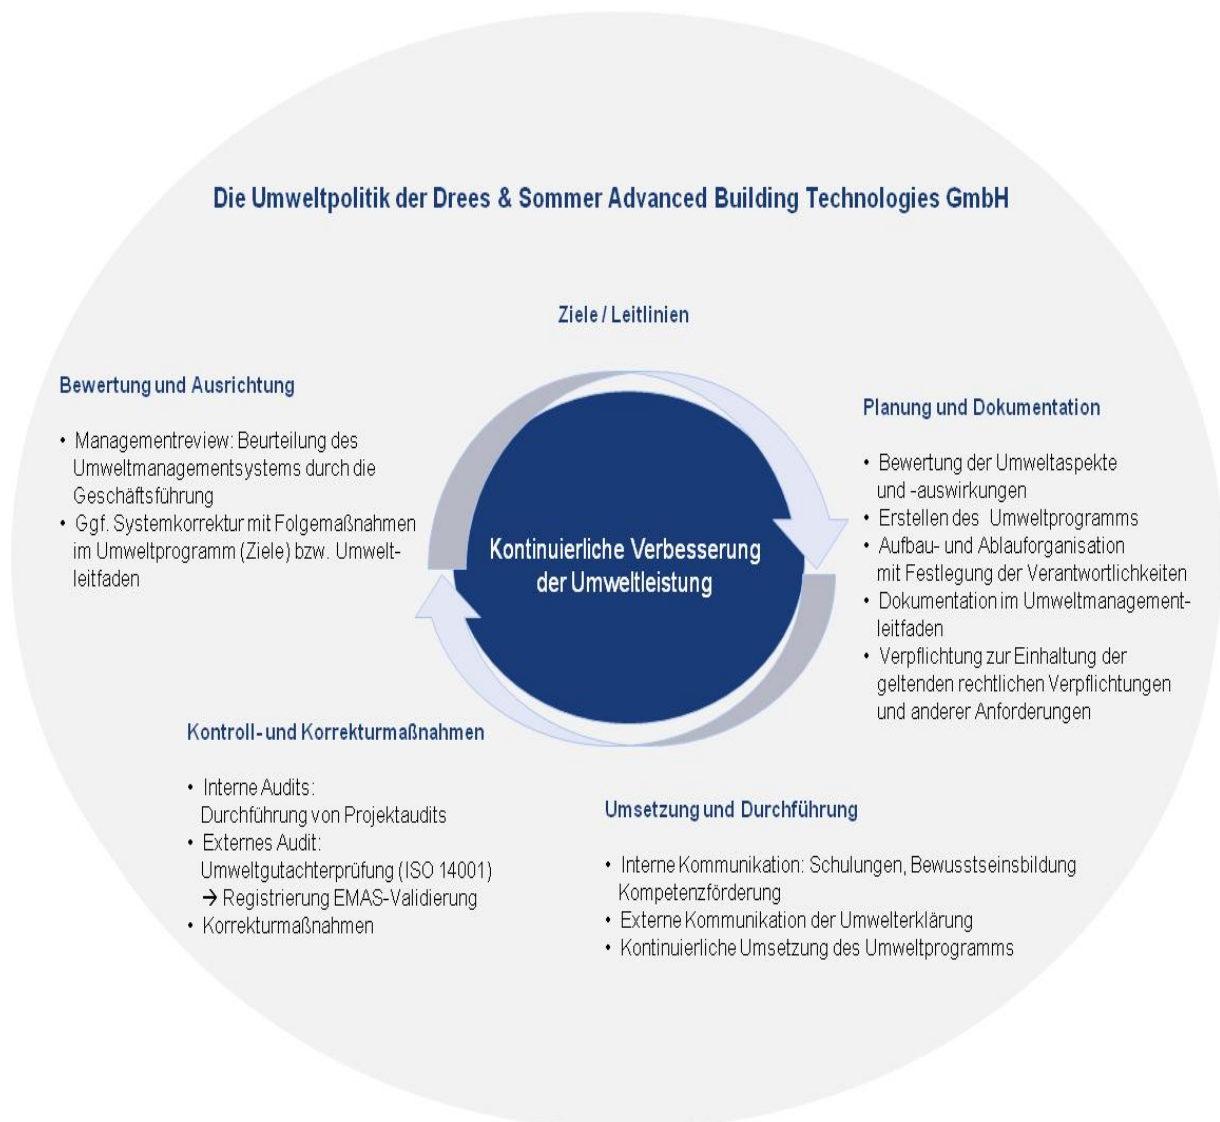 Die Umweltpolitik der Drees & Sommer Advanced Building Technologies GmbH
Ziele / Leitlinien
Bewertung und Ausrichtung
• Managementreview: Beurteilung des
Umweltmanagementsystems durch die
Geschäftsführung
• Ggf. Systemkorrektur mit Folgemaßnahmen
im Umweltprogramm (Ziele) bzw. Umwelt-
leitfaden
Kontinuierliche Verbesserung
der Umweltleistung
Planung und Dokumentation
• Bewertung der Umweltaspekte
und -auswirkungen
• Erstellen des Umweltprogramms
• Aufbau- und Ablauforganisation
mit Festlegung der Verantwortlichkeiten
• Dokumentation im Umweltmanagement-
leitfaden
• Verpflichtung zur Einhaltung der
geltenden rechtlichen Verpflichtungen
und anderer Anforderungen
Kontroll- und Korrekturmaßnahmen
• Interne Audits:
Durchführung von Projektaudits
• Externes Audit:
Umweltgutachterprüfung (ISO 14001)
→ Registrierung EMAS-Validierung
• Korrekturmaßnahmen
Umsetzung und Durchführung
• Interne Kommunikation: Schulungen, Bewusstseinsbildung
Kompetenzförderung
• Externe Kommunikation der Umwelterklärung
• Kontinuierliche Umsetzung des Umweltprogramms